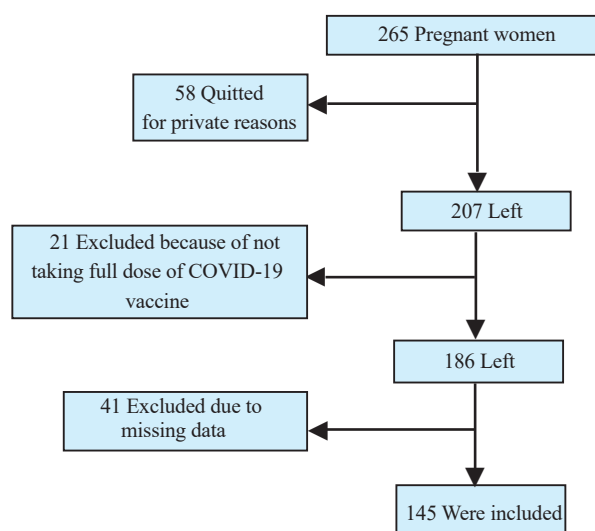 265 Pregnant women
58 Quitted
for private reasons
207 Left
21 Excluded because of not
taking full dose of COVID-19
vaccine
186 Left
41 Excluded due to
missing data
145 Were included